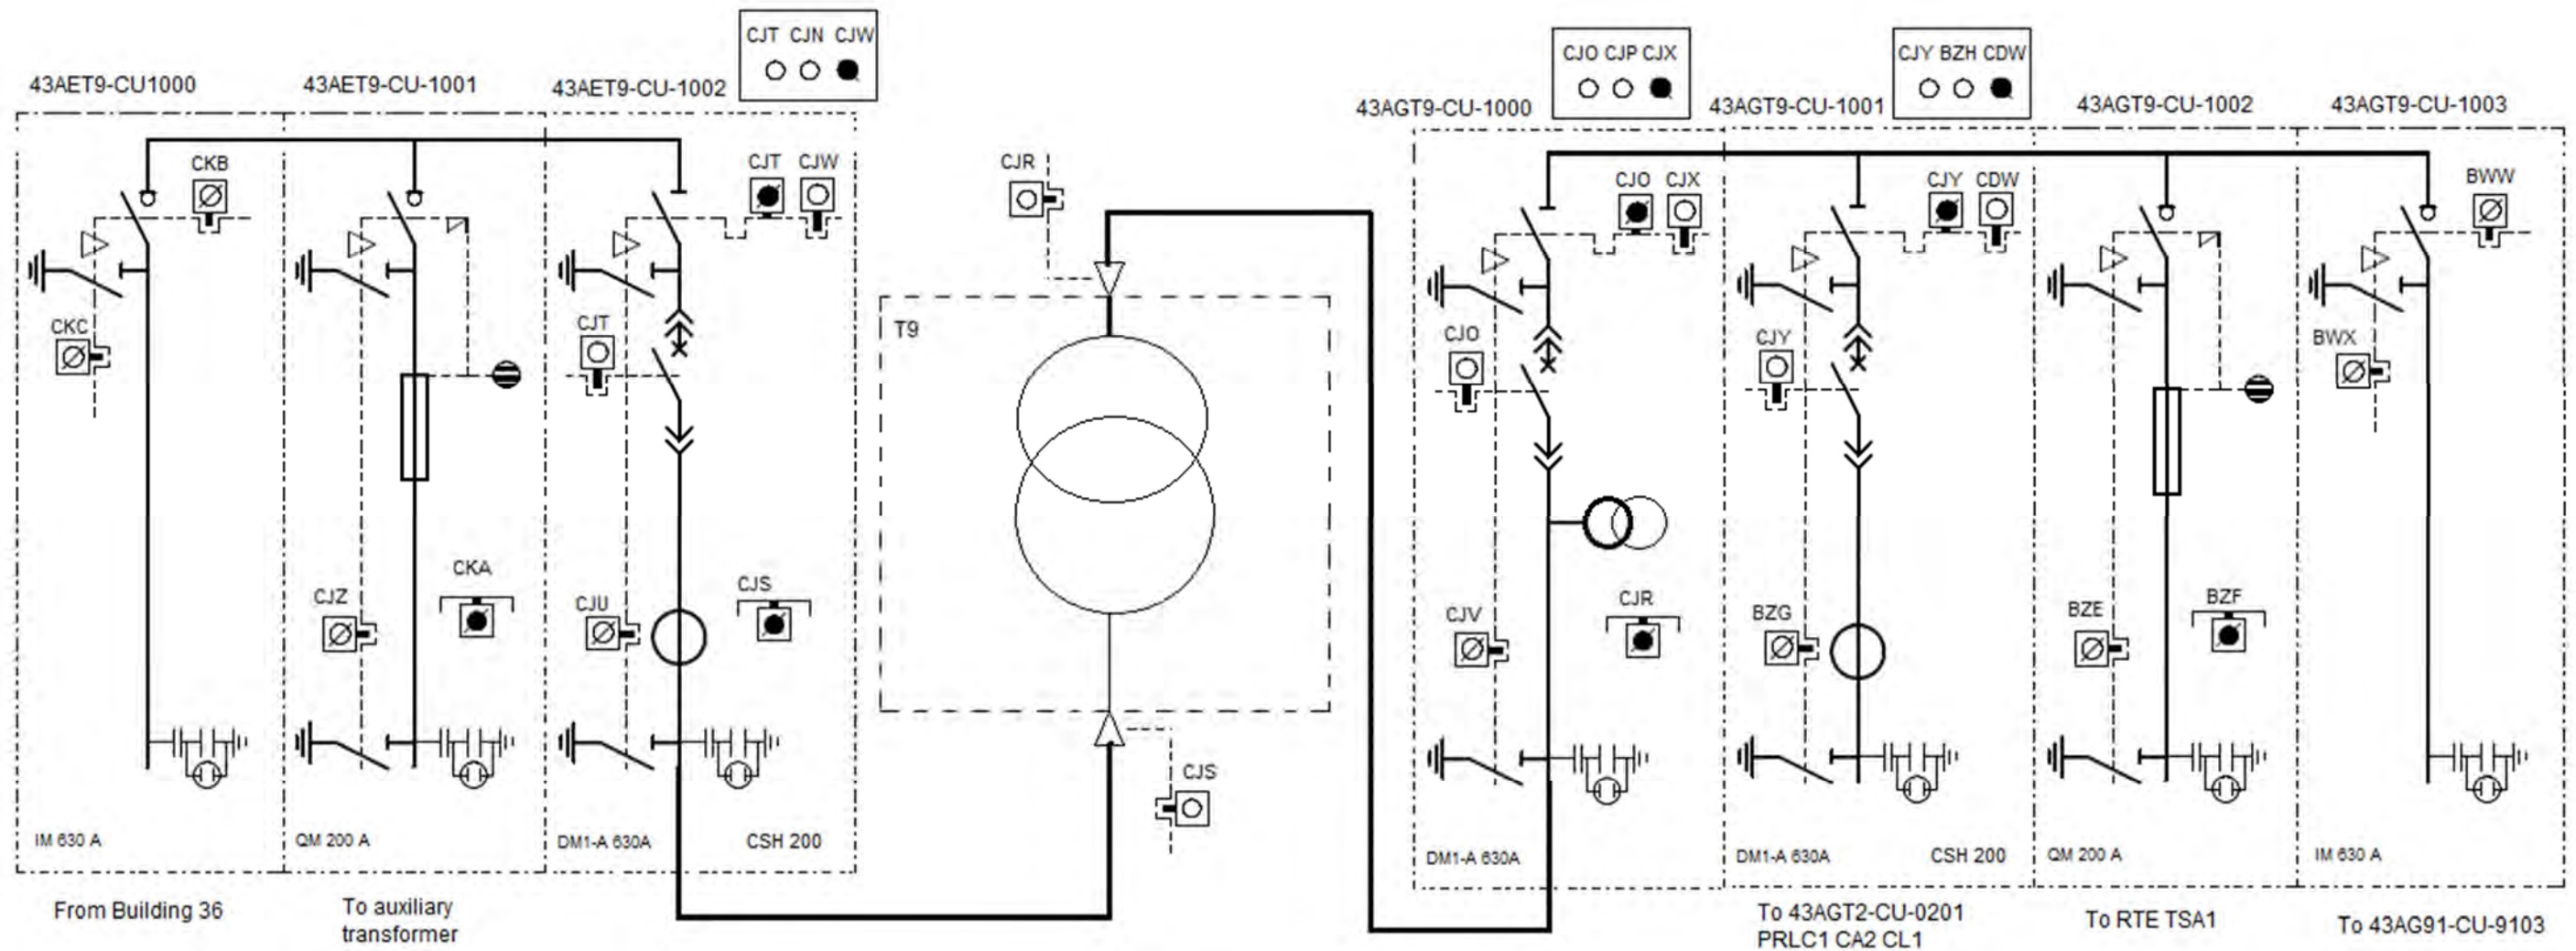 CJT CJN CJW
CJO CJP CJX
CJY BZH CDW
43AET9-CU1000
43AET9-CU-1001
43AET9-CU-1002
43AGT9-CU-1000
43AGT9-CU-1001
43AGT9-CU-1002
43AGT9-CU-1003
CKB
CJT CJW
CJR
CJO CJX
CJY CDW
BWW
CKC
CJT
T9
CJO
CJY
BWX
CJZ
CKA
CJU
CJS
CJV
CJR
BZG
BZE
BZF
CJS
IM 630 A
QM 200 A
DM1-A 630A
CSH 200
DM1-A 630A
DM1-A 630A
CSH 200
QM 200 A
IM 630 A
From Building 36
To auxiliary
transformer
To 43AGT2-CU-0201
PRLC1 CA2 CL1
To RTE TSA1
To 43AG91-CU-9103